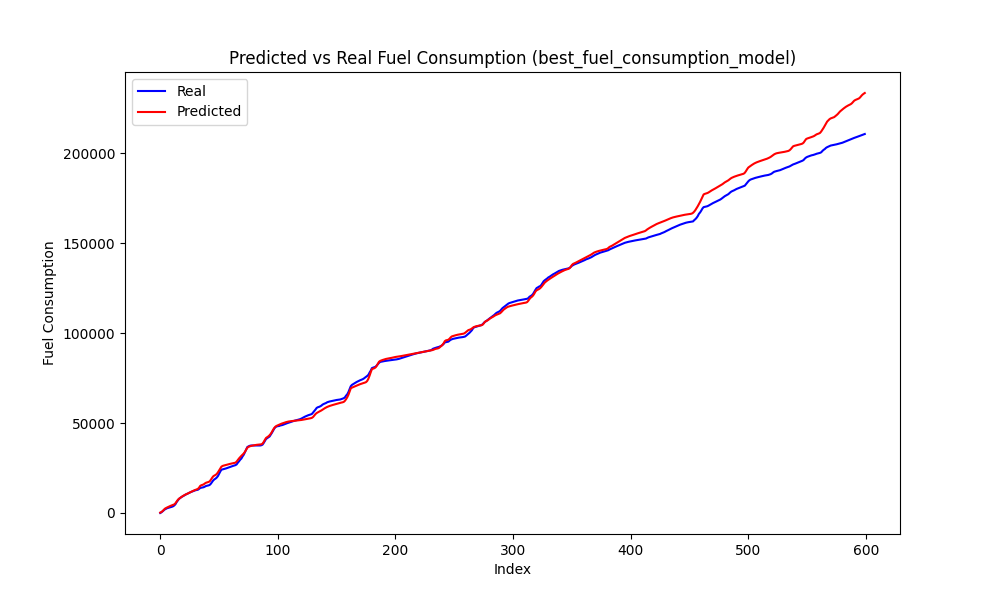 Predicted vs Real Fuel Consumption (best_fuel_consumption_model)
Real
Predicted
Fuel Consumption
200000
150000
100000
50000
0
0 100 200 300 400 500 600
Index